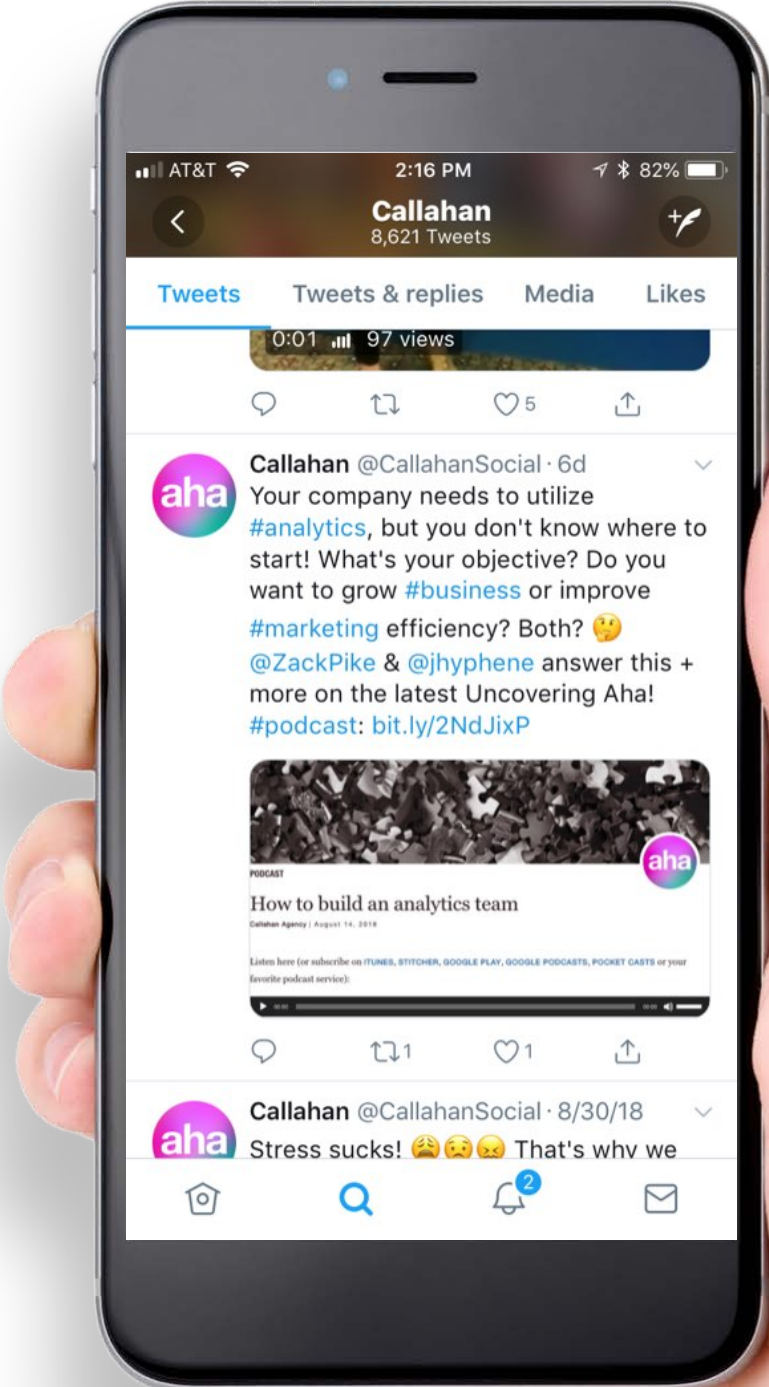 AT&T 2:16 PM 82%
Callahan
8,621 Tweets
Tweets Tweets & replies Media Likes
0:01 97 views
5
Callahan @CallahanSocial · 6d
aha
Your company needs to utilize
#analytics, but you don't know where to
start! What's your objective? Do you
want to grow #business or improve
#marketing efficiency? Both? 🤔
@ZackPike & @jhyphene answer this +
more on the latest Uncovering Aha!
#podcast: bit.ly/2NdJixP
aha
PODCAST
How to build an analytics team
Callahan Agency | August 14, 2018
Listen here (or subscribe on ITUNES, STITCHER, GOOGLE PLAY, GOOGLE PODCASTS, POCKET CASTS or your
favorite podcast service):
1 1
Callahan @CallahanSocial · 8/30/18
aha
Stress sucks! 😩😟😖 That's why we
2